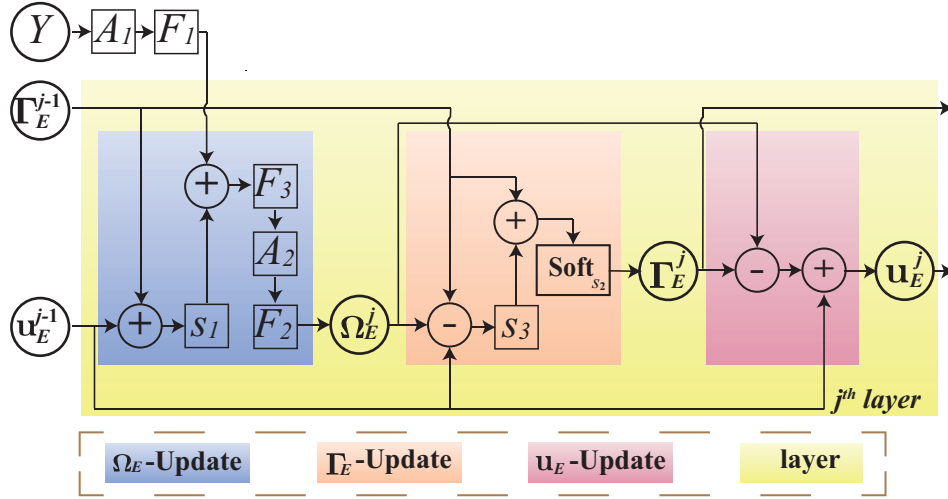 Y A₁ F₁
Γ_E^{j-1}
+ F₃
A₂
+ Soft_{s₂} Γ_E^j - + u_E^j
u_E^{j-1} + s₁ F₂ Ω_E^j - s₃
jᵗʰ layer
Ω_E-Update Γ_E-Update u_E-Update layer